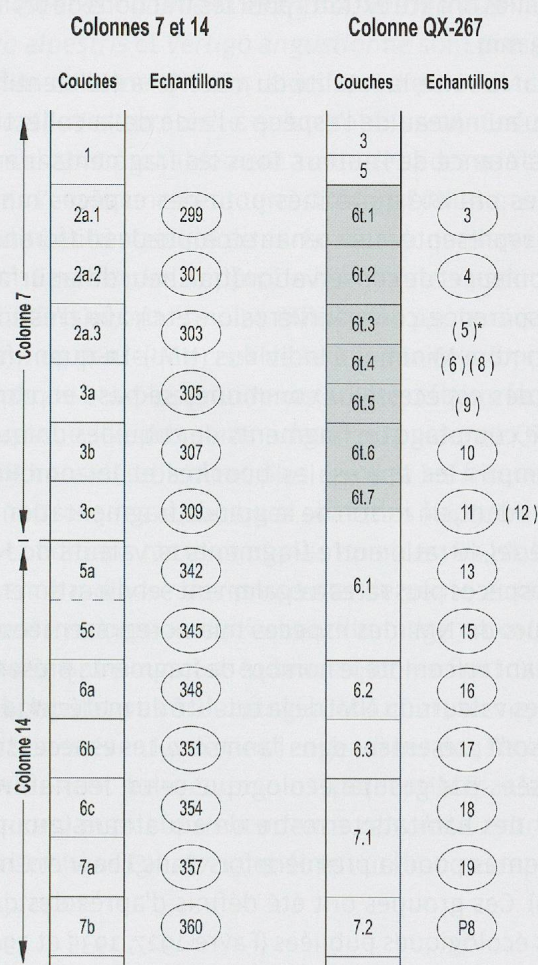 Colonnes 7 et 14
Couches Echantillons
Colonne 7
1
2a.1 299
2a.2 301
2a.3 303
3a 305
3b 307
3c 309
Colonne 14
5a 342
5c 345
6a 348
6b 351
6c 354
7a 357
7b 360
Colonne QX-267
Couches Echantillons
3
5
6t.1 3
6t.2 4
6t.3 (5)*
6t.4 (6) (8)
6t.5 (9)
6t.6 10
6t.7 11 (12)
6.1 13
15
6.2 16
6.3 17
7.1 18
19
7.2 P8